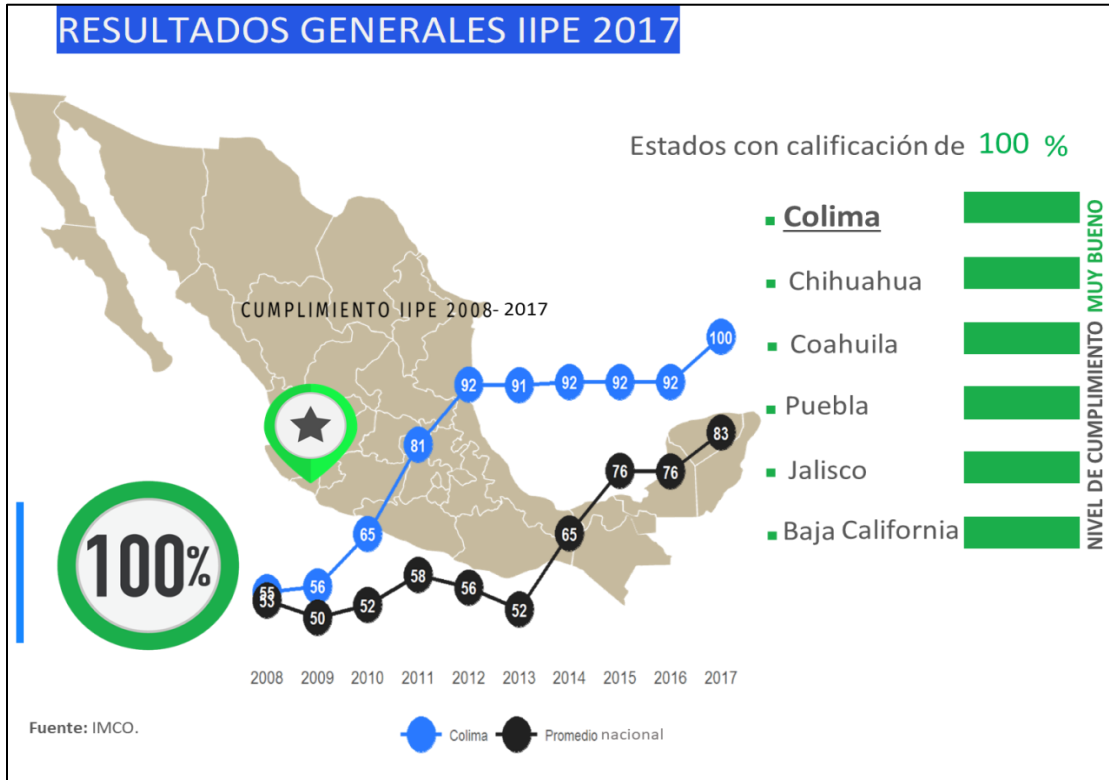 RESULTADOS GENERALES IIPE 2017
Estados con calificación de 100 %
▪ Colima
▪ Chihuahua
▪ Coahuila
▪ Puebla
▪ Jalisco
▪ Baja California
NIVEL DE CUMPLIMIENTO MUY BUENO
CUMPLIMIENTO IIPE 2008- 2017
100%
55 56 65 81 92 91 92 92 92 100
53 50 52 58 56 52 65 76 76 83
2008 2009 2010 2011 2012 2013 2014 2015 2016 2017
Colima Promedio nacional
Fuente: IMCO.